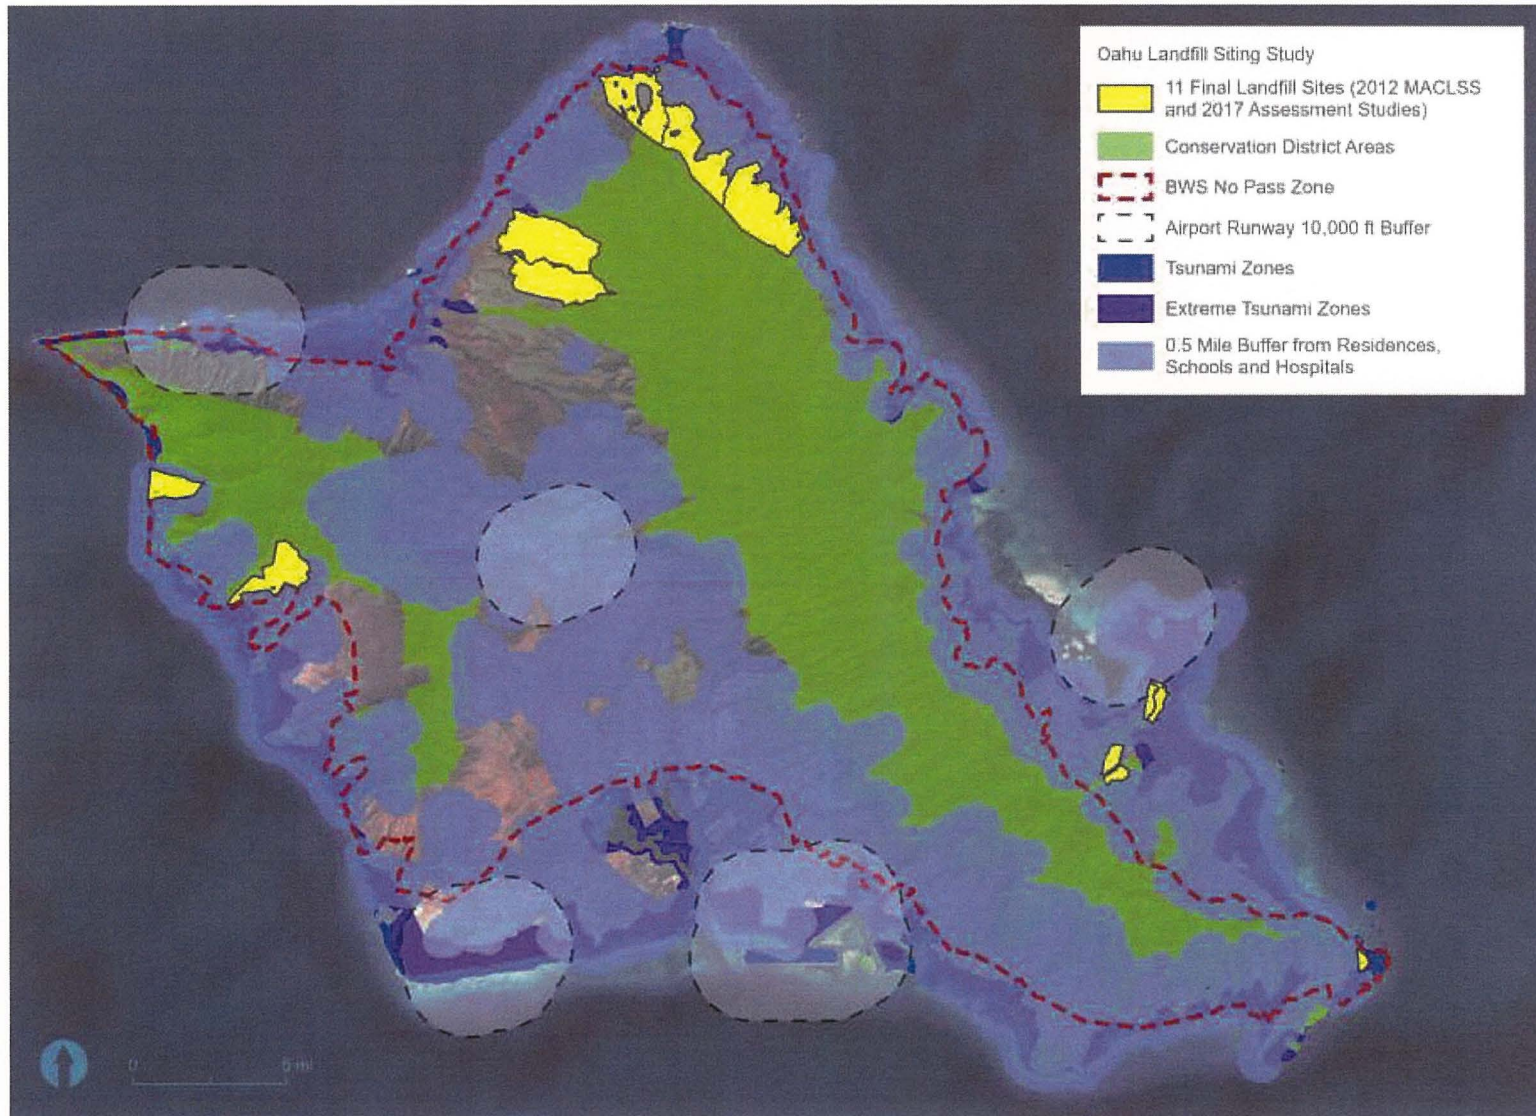 Oahu Landfill Siting Study
11 Final Landfill Sites (2012 MACLSS
and 2017 Assessment Studies)
Conservation District Areas
BWS No Pass Zone
Airport Runway 10,000 ft Buffer
Tsunami Zones
Extreme Tsunami Zones
0.5 Mile Buffer from Residences,
Schools and Hospitals
0